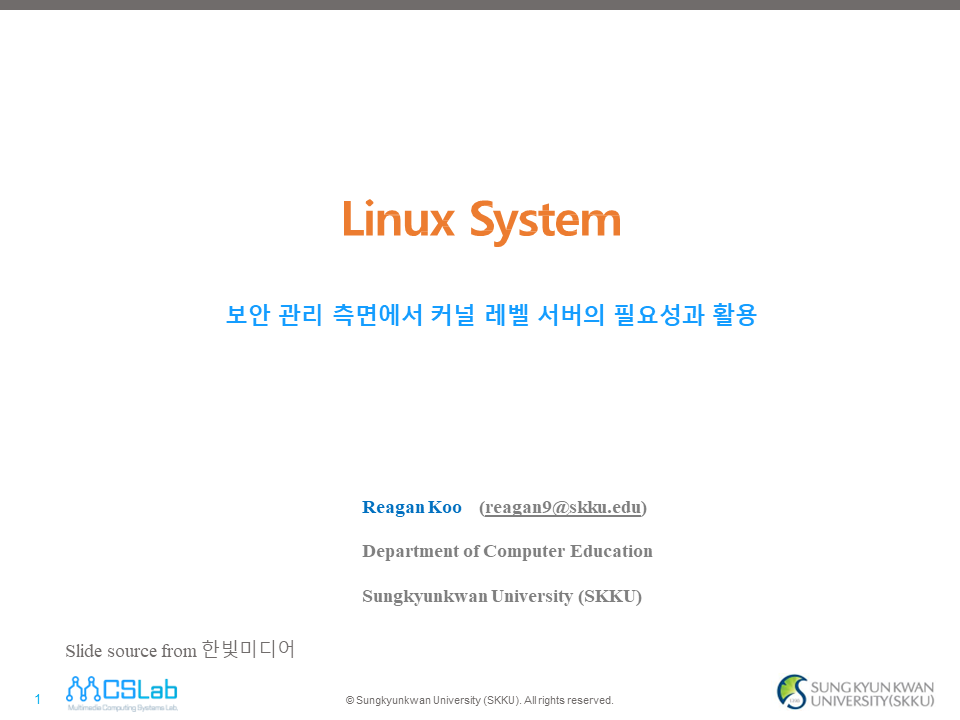 Linux System
보안 관리 측면에서 커널 레벨 서버의 필요성과 활용
Reagan Koo (reagan9@skku.edu)
Department of Computer Education
Sungkyunkwan University (SKKU)
Slide source from 한빛미디어
1
MCSLab
Multimedia Computing Systems Lab.
© Sungkyunkwan University (SKKU). All rights reserved.
SUNG KYUN KWAN
UNIVERSITY(SKKU)